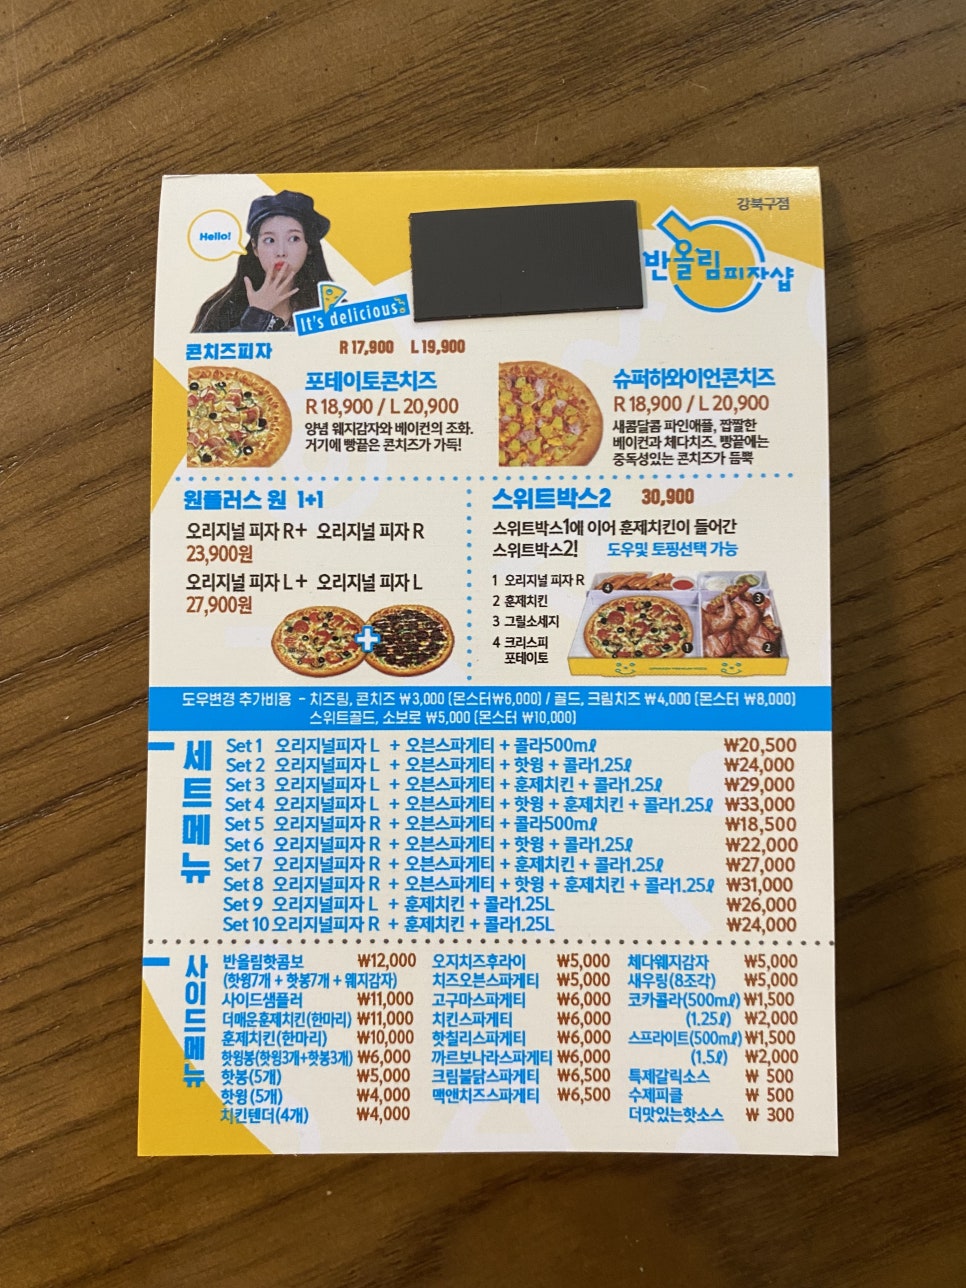 강북구점
Hello!
반올림피자샵
It's delicious
콘치즈피자 R 17,900 L 19,900
포테이토콘치즈
R 18,900 / L 20,900
양념 웨지감자와 베이컨의 조화.
거기에 빵끝은 콘치즈가 가득!
슈퍼하와이언콘치즈
R 18,900 / L 20,900
새콤달콤 파인애플, 짭짤한
베이컨과 체다치즈. 빵끝에는
중독성있는 콘치즈가 듬뿍
원플러스 원 1+1
오리지널 피자 R + 오리지널 피자 R
23,900원
오리지널 피자 L + 오리지널 피자 L
27,900원
스위트박스2 30,900
스위트박스1에 이어 훈제치킨이 들어간
스위트박스2! 도우및 토핑선택 가능
1 오리지널 피자 R
2 훈제치킨
3 그릴소세지
4 크리스피
포테이토
4
3
1
2
도우변경 추가비용 - 치즈링, 콘치즈 ₩3,000 (몬스터₩6,000) / 골드, 크림치즈 ₩4,000 (몬스터 ₩8,000)
스위트골드, 소보로 ₩5,000 (몬스터 ₩10,000)
세트메뉴
Set 1 오리지널피자 L + 오븐스파게티 + 콜라500mℓ ₩20,500
Set 2 오리지널피자 L + 오븐스파게티 + 핫윙 + 콜라1.25ℓ ₩24,000
Set 3 오리지널피자 L + 오븐스파게티 + 훈제치킨 + 콜라1.25ℓ ₩29,000
Set 4 오리지널피자 L + 오븐스파게티 + 핫윙 + 훈제치킨 + 콜라1.25ℓ ₩33,000
Set 5 오리지널피자 R + 오븐스파게티 + 콜라500mℓ ₩18,500
Set 6 오리지널피자 R + 오븐스파게티 + 핫윙 + 콜라1.25ℓ ₩22,000
Set 7 오리지널피자 R + 오븐스파게티 + 훈제치킨 + 콜라1.25ℓ ₩27,000
Set 8 오리지널피자 R + 오븐스파게티 + 핫윙 + 훈제치킨 + 콜라1.25ℓ ₩31,000
Set 9 오리지널피자 L + 훈제치킨 + 콜라1.25L ₩26,000
Set 10 오리지널피자 R + 훈제치킨 + 콜라1.25L ₩24,000
사이드메뉴
반올림핫콤보 ₩12,000
(핫윙7개 + 핫봉7개 + 웨지감자)
사이드샘플러 ₩11,000
더매운훈제치킨(한마리) ₩11,000
훈제치킨(한마리) ₩10,000
핫윙봉(핫윙3개+핫봉3개) ₩6,000
핫봉(5개) ₩5,000
핫윙(5개) ₩4,000
치킨텐더(4개) ₩4,000
오지치즈후라이 ₩5,000
치즈오븐스파게티 ₩5,000
고구마스파게티 ₩6,000
치킨스파게티 ₩6,000
핫칠리스파게티 ₩6,000
까르보나라스파게티 ₩6,000
크림불닭스파게티 ₩6,500
맥앤치즈스파게티 ₩6,500
체다웨지감자 ₩5,000
새우링(8조각) ₩5,000
코카콜라(500mℓ) ₩1,500
(1.25ℓ) ₩2,000
스프라이트(500mℓ) ₩1,500
(1.5ℓ) ₩2,000
특제갈릭소스 ₩ 500
수제피클 ₩ 500
더맛있는핫소스 ₩ 300